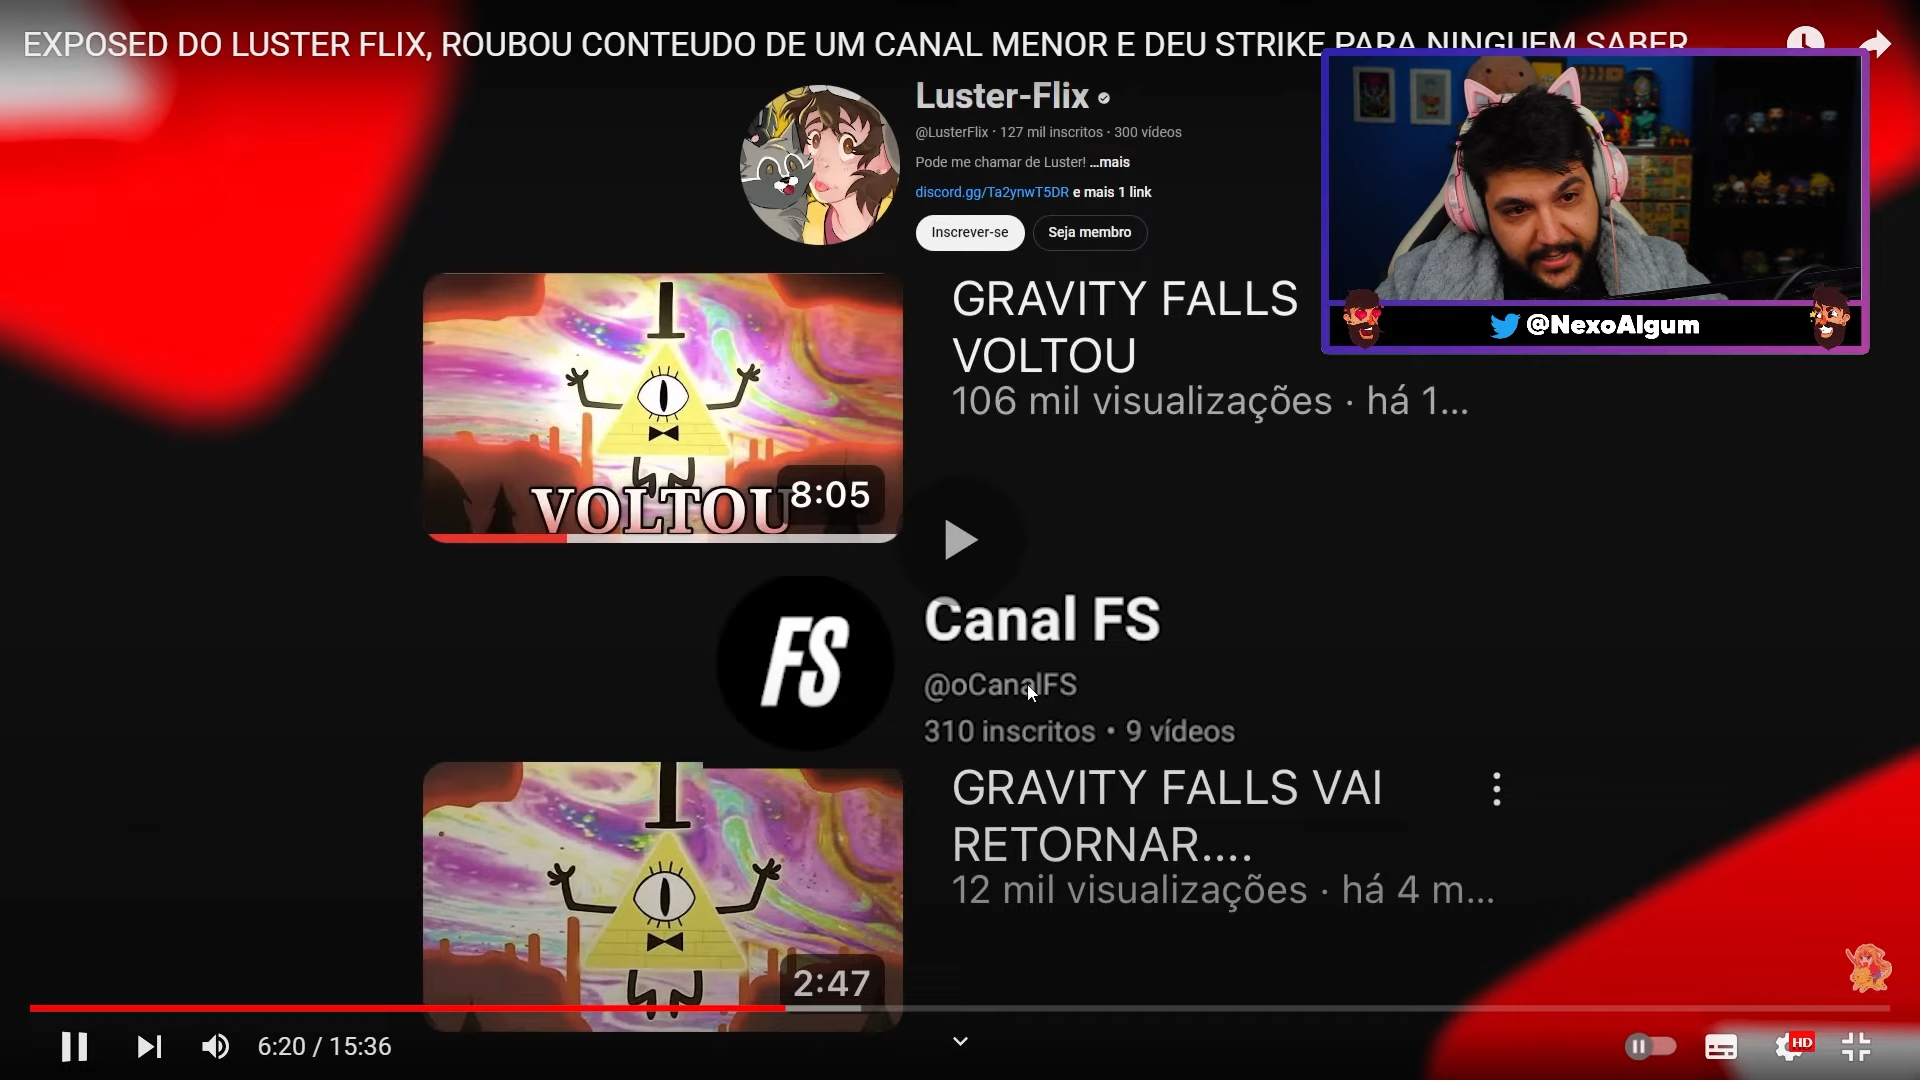 EXPOSED DO LUSTER FLIX, ROUBOU CONTEUDO DE UM CANAL MENOR E DEU STRIKE PARA NINGUEM SABER
Luster-Flix
@LusterFlix · 127 mil inscritos · 300 vídeos
Pode me chamar de Luster! ...mais
discord.gg/Ta2ynwT5DR e mais 1 link
Inscrever-se
Seja membro
@NexoAlgum
GRAVITY FALLS
VOLTOU
106 mil visualizações · há 1...
VOLTOU
8:05
FS
Canal FS
@oCanalFS
310 inscritos • 9 vídeos
GRAVITY FALLS VAI
RETORNAR....
12 mil visualizações · há 4 m...
2:47
6:20 / 15:36
HD